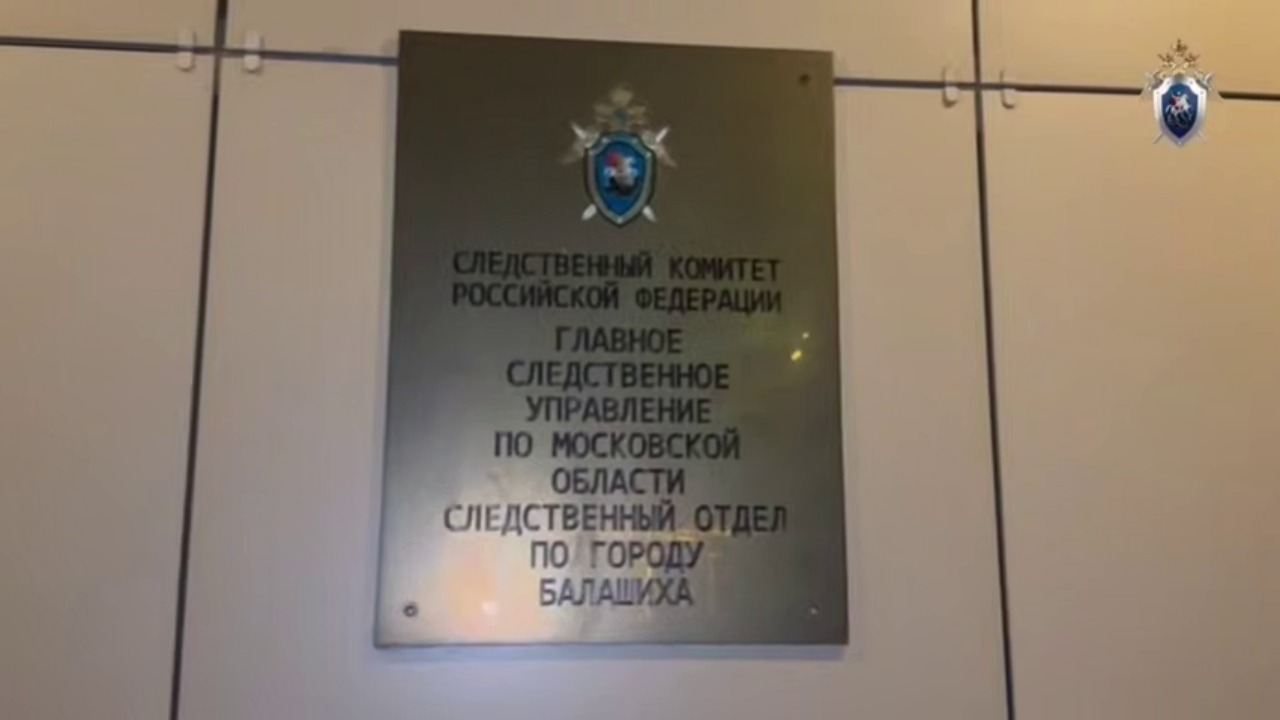 СЛЕДСТВЕННЫЙ КОМИТЕТ
РОССИЙСКОЙ ФЕДЕРАЦИИ
ГЛАВНОЕ
СЛЕДСТВЕННОЕ
УПРАВЛЕНИЕ
ПО МОСКОВСКОЙ
ОБЛАСТИ
СЛЕДСТВЕННЫЙ ОТДЕЛ
ПО ГОРОДУ
БАЛАШИХА